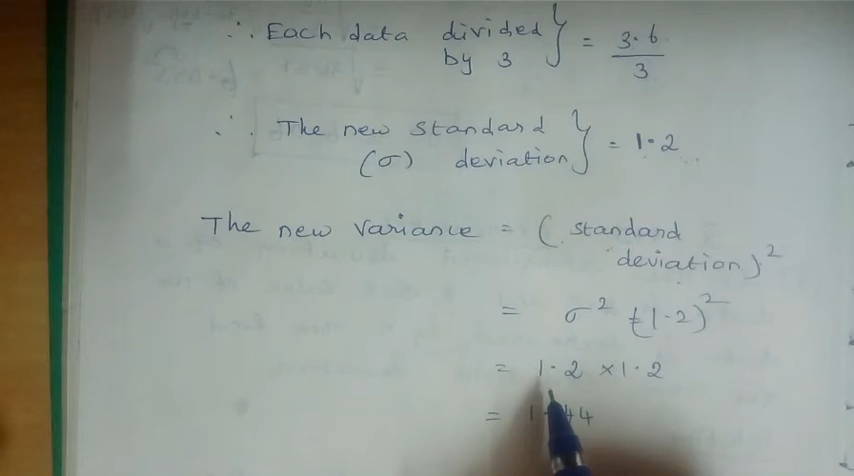 ∴ Each data divided by 3 } = 3.6/3
∴ The new standard (σ) deviation } = 1.2
The new variance = (standard deviation)²
= σ² = (1.2)²
= 1.2 × 1.2
= 1.44